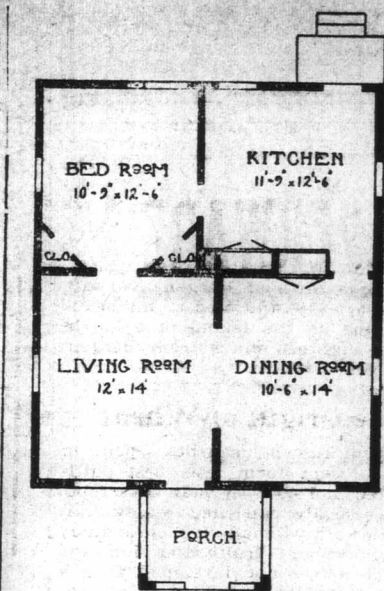 BED ROOM
10'-9" x 12'-6"
KITCHEN
11'-9" x 12'-6"
CLO.
CLO.
LIVING ROOM
12' x 14'
DINING ROOM
10'-6" x 14'
PORCH